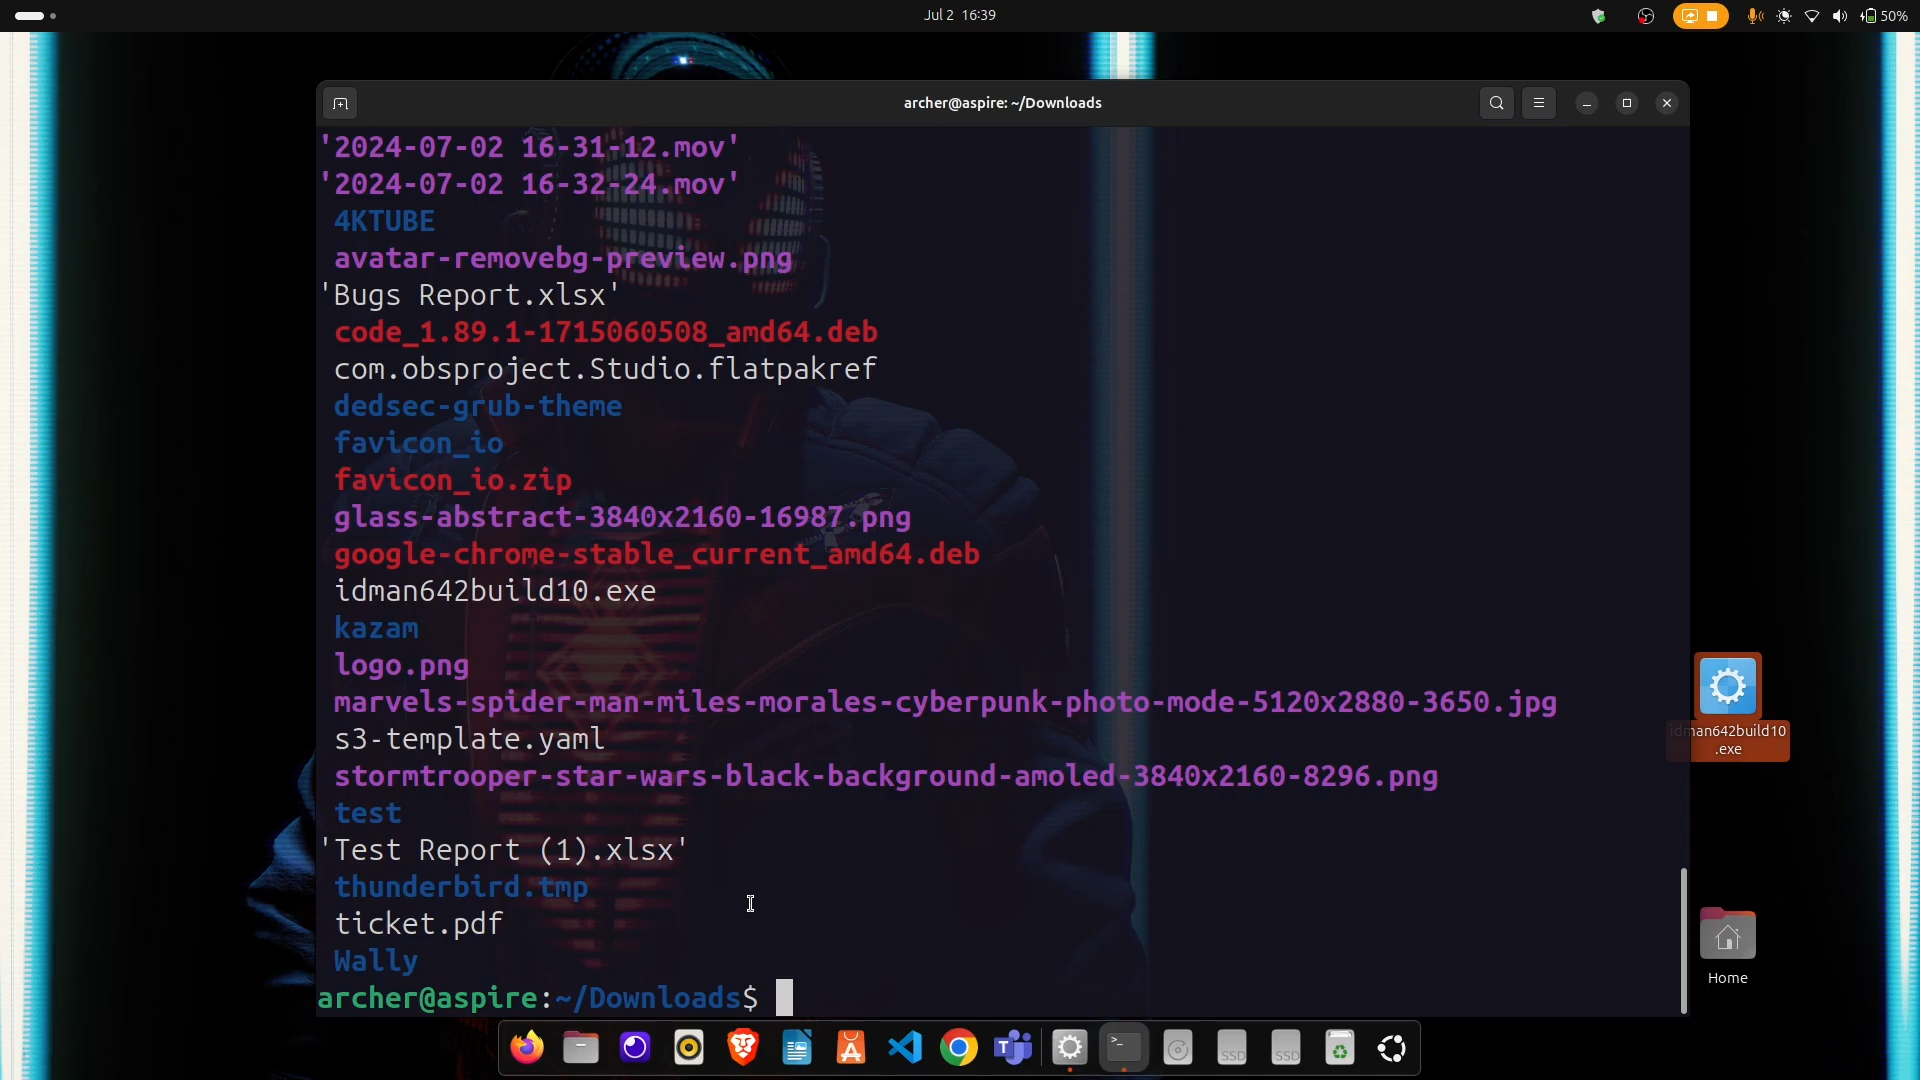 Jul 2 16:39
50%
archer@aspire: ~/Downloads
'2024-07-02 16-31-12.mov'
'2024-07-02 16-32-24.mov'
4KTUBE
avatar-removebg-preview.png
'Bugs Report.xlsx'
code_1.89.1-1715060508_amd64.deb
com.obsproject.Studio.flatpakref
dedsec-grub-theme
favicon_io
favicon_io.zip
glass-abstract-3840x2160-16987.png
google-chrome-stable_current_amd64.deb
idman642build10.exe
kazam
logo.png
marvels-spider-man-miles-morales-cyberpunk-photo-mode-5120x2880-3650.jpg
s3-template.yaml
stormtrooper-star-wars-black-background-amoled-3840x2160-8296.png
test
'Test Report (1).xlsx'
thunderbird.tmp
ticket.pdf
Wally
archer@aspire:~/Downloads$
idman642build10
.exe
Home
>_
T
SSD
SSD